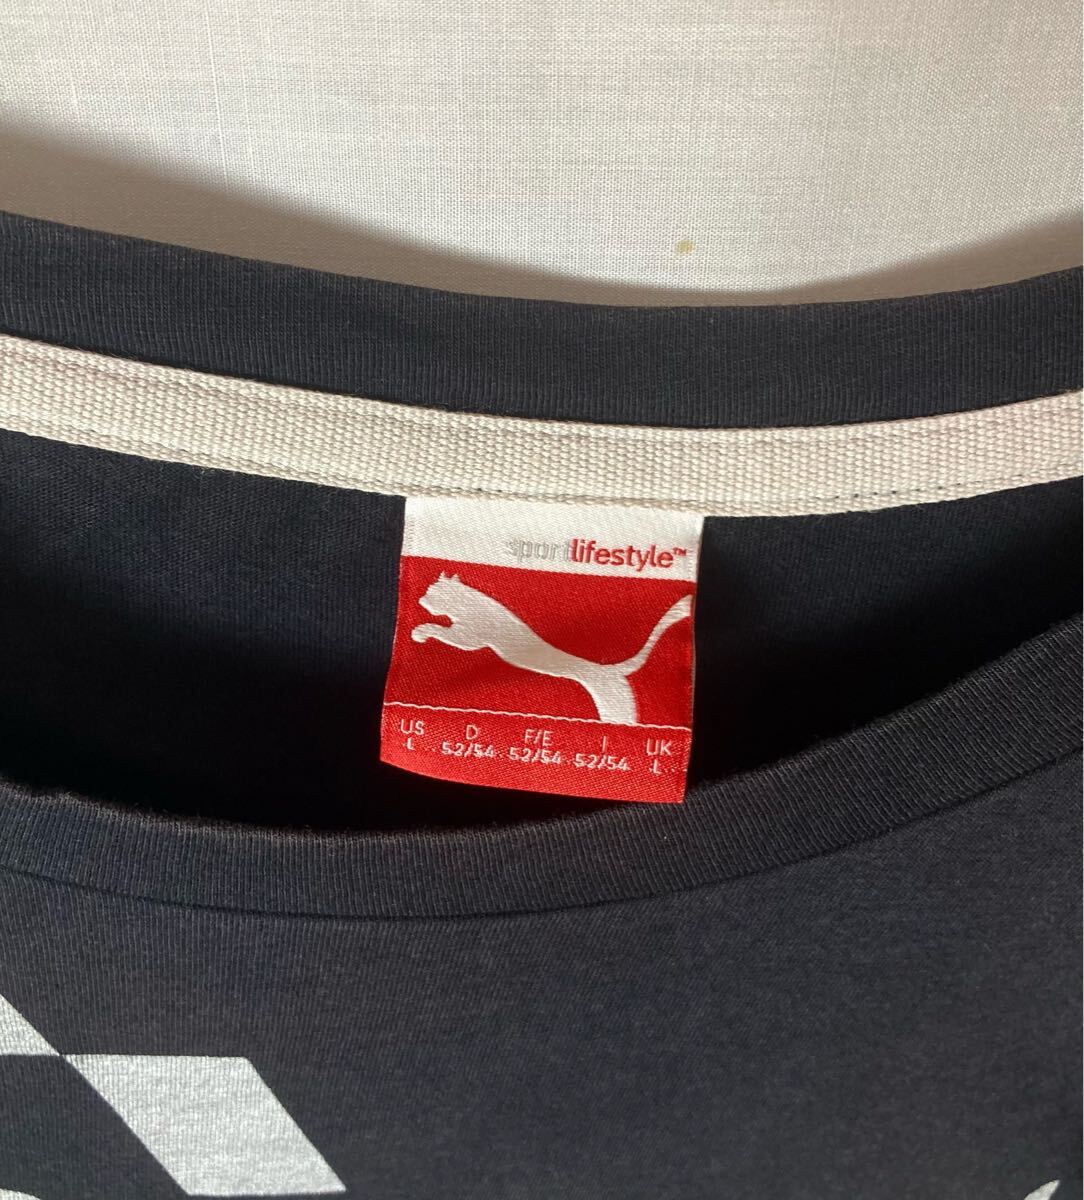 sportlifestyle™
US D F/E I UK
L 52/54 52/54 52/54 L